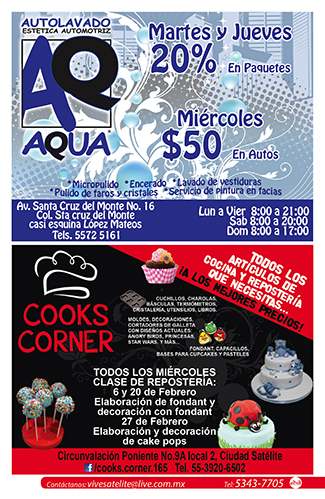 AUTOLAVADO
ESTETICA AUTOMOTRIZ
AQ
AQUA
Martes y Jueves
20% En Paquetes
Miércoles
$50 En Autos
*Micropulido *Encerado *Lavado de vestiduras
*Pulido de faros y cristales *Servicio de pintura en facias
Av. Santa Cruz del Monte No. 16
Col. Sta cruz del Monte
casi esquina López Mateos
Tels. 5572 5161
Lun a Vier 8:00 a 21:00
Sab 8:00 a 20:00
Dom 8:00 a 17:00
COOKS
CORNER
TODOS LOS
ARTÍCULOS DE
COCINA Y REPOSTERÍA
QUE NECESITAS
¡A LOS MEJORES PRECIOS!
CUCHILLOS, CHAROLAS,
BÁSCULAS, TERMÓMETROS,
CRISTALERÍA, UTENSILIOS, LIBROS.
MOLDES, DECORACIONES,
CORTADORES DE GALLETA
CON DISEÑOS ACTUALES:
ANGRY BIRDS, PRINCESAS,
STAR WARS, Y MÁS...
FONDANT, CAPACILLOS,
BASES PARA CUPCAKES Y PASTELES
TODOS LOS MIÉRCOLES
CLASE DE REPOSTERÍA:
6 y 20 de Febrero
Elaboración de fondant y
decoración con fondant
27 de Febrero
Elaboración y decoración
de cake pops
Circunvalación Poniente No.9A local 2, Ciudad Satélite
f /cooks.corner.165 Tel. 55-3920-6502
Contáctanos: vivesatelite@live.com.mx Tel 5343-7705